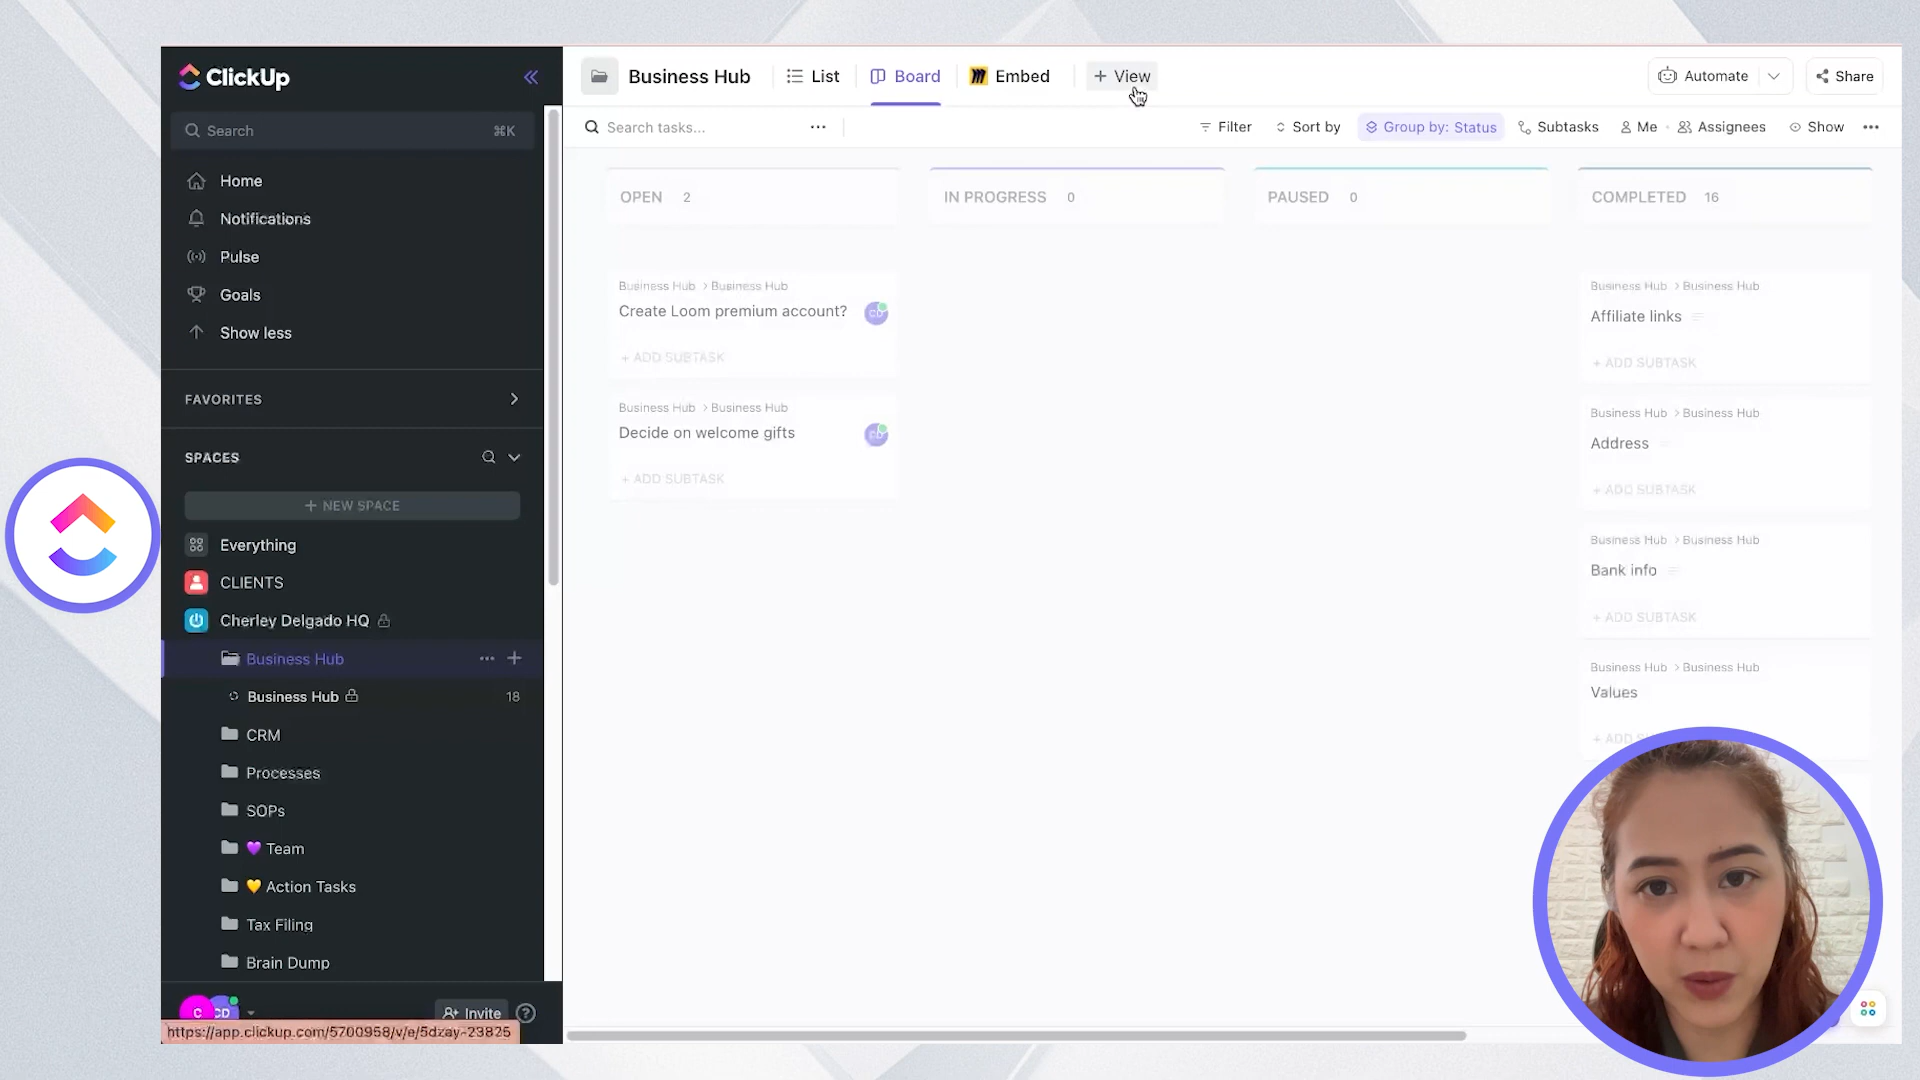 ClickUp
Search ⌘K
Home
Notifications
Pulse
Goals
Show less
FAVORITES
SPACES
+ NEW SPACE
Everything
CLIENTS
Cherley Delgado HQ
Business Hub
Business Hub 18
CRM
Processes
SOPs
💜 Team
💛 Action Tasks
Tax Filing
Brain Dump
C CD
Invite
https://app.clickup.com/5700958/v/e/5dzay-23825
Business Hub List Board Embed + View Automate Share
Search tasks... Filter Sort by Group by: Status Subtasks Me Assignees Show
OPEN 2
Business Hub > Business Hub
Create Loom premium account?
+ ADD SUBTASK
Business Hub > Business Hub
Decide on welcome gifts
+ ADD SUBTASK
IN PROGRESS 0
PAUSED 0
COMPLETED 16
Business Hub > Business Hub
Affiliate links
+ ADD SUBTASK
Business Hub > Business Hub
Address
+ ADD SUBTASK
Business Hub > Business Hub
Bank info
+ ADD SUBTASK
Business Hub > Business Hub
Values
+ ADD